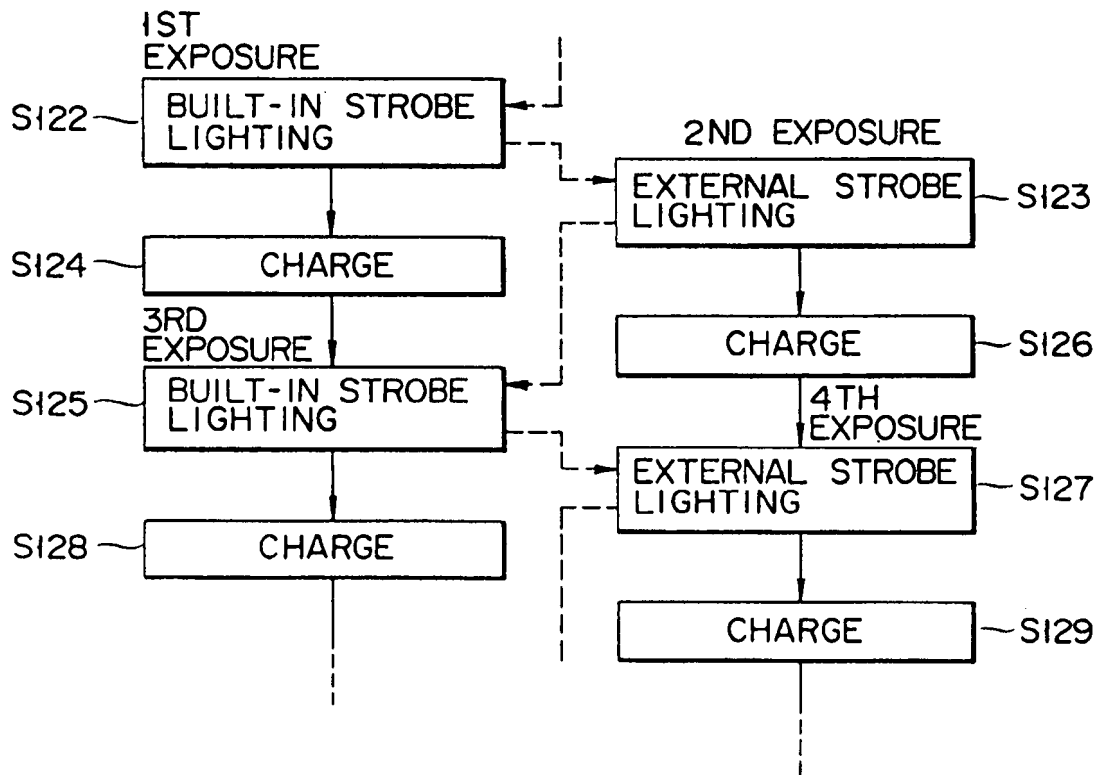 1ST
EXPOSURE
S122
BUILT-IN STROBE
LIGHTING
2ND EXPOSURE
EXTERNAL STROBE
LIGHTING
S123
S124
CHARGE
3RD
EXPOSURE
CHARGE
S126
S125
BUILT-IN STROBE
LIGHTING
4TH
EXPOSURE
EXTERNAL STROBE
LIGHTING
S127
S128
CHARGE
CHARGE
S129